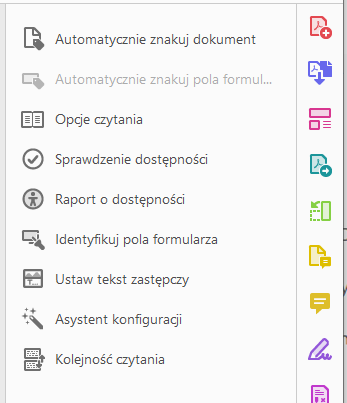 Automatycznie znakuj dokument
Automatycznie znakuj pola formul...
Opcje czytania
Sprawdzenie dostępności
Raport o dostępności
Identyfikuj pola formularza
Ustaw tekst zastępczy
Asystent konfiguracji
Kolejność czytania